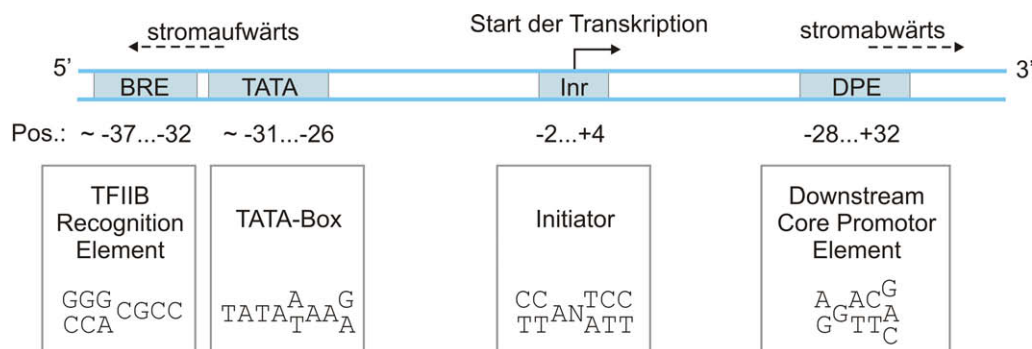 stromaufwärts
Start der Transkription
stromabwärts
5’
3’
BRE
TATA
Inr
DPE
Pos.: ~ -37...-32
~ -31...-26
-2...+4
-28...+32
TFIIB
Recognition
Element
GGG
CGCC
CCA
TATA-Box
A G
TATA AA
T A
Initiator
CC TCC
AN
TT ATT
Downstream
Core Promotor
Element
G
A AC
G A
G TT
C